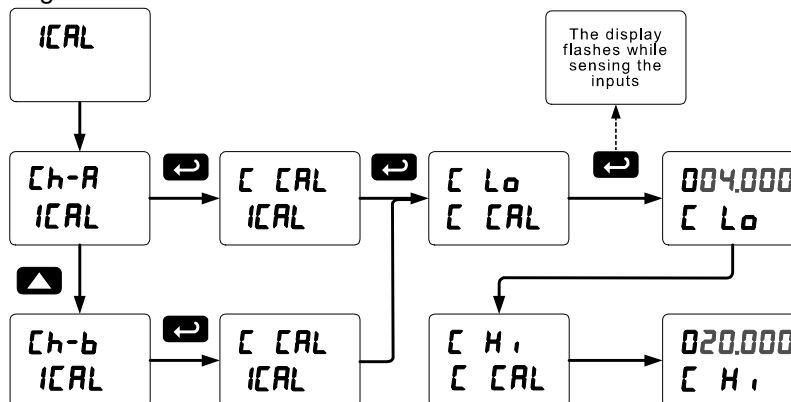 ICAL
The display
flashes while
sensing the
inputs
Ch-A
ICAL
C CAL
ICAL
C Lo
C CAL
004.000
C Lo
Ch-b
ICAL
C CAL
ICAL
C Hi
C CAL
020.000
C Hi